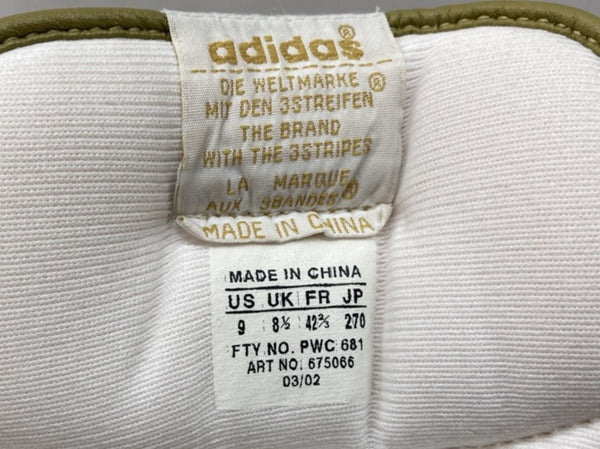 adidas®
DIE WELTMARKE ®
MIT DEN 3STREIFEN
THE BRAND
WITH THE 3STRIPES
LA MARQUE
AUX 3BANDES®
MADE IN CHINA
MADE IN CHINA
US UK FR JP
9 8½ 42⅔ 270
FTY NO. PWC 681
ART NO. 675066
03/02